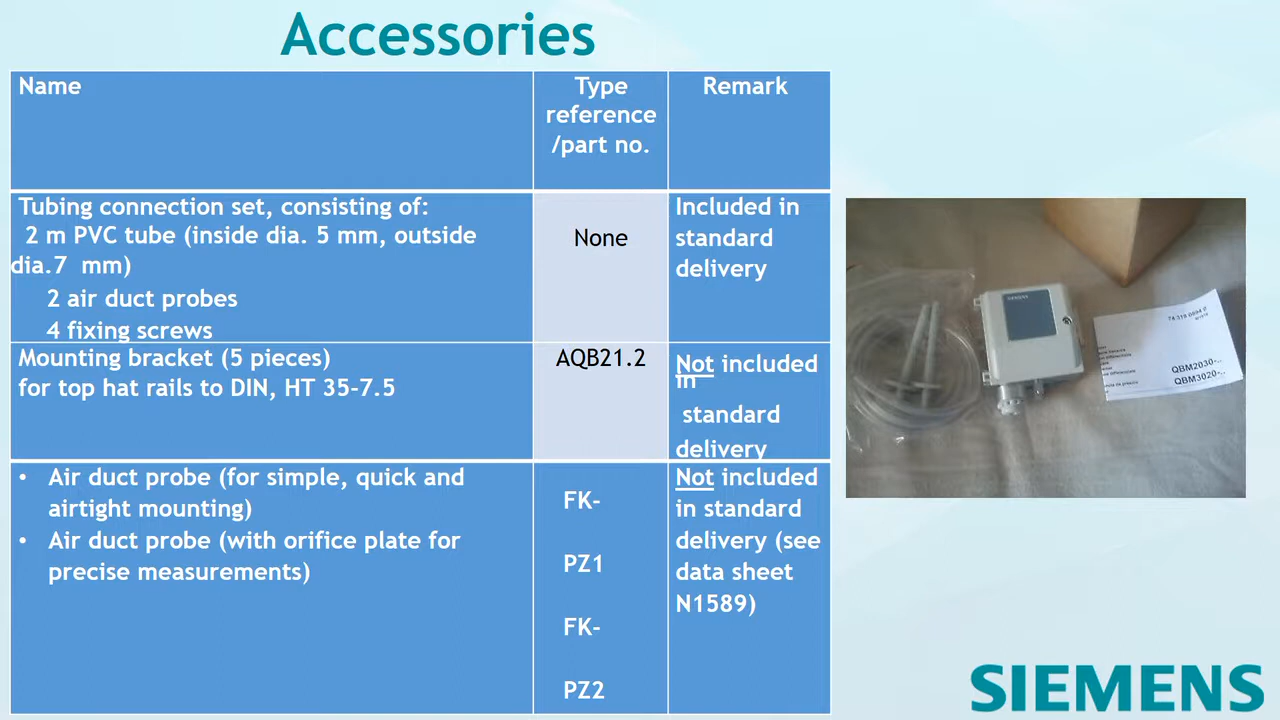 Accessories
Name
Type
reference
/part no.
Remark
Tubing connection set, consisting of:
2 m PVC tube (inside dia. 5 mm, outside
dia.7 mm)
2 air duct probes
4 fixing screws
None
Included in
standard
delivery
Mounting bracket (5 pieces)
for top hat rails to DIN, HT 35-7.5
AQB21.2
Not included
in
standard
delivery
• Air duct probe (for simple, quick and
airtight mounting)
• Air duct probe (with orifice plate for
precise measurements)
FK-
PZ1
FK-
PZ2
Not included
in standard
delivery (see
data sheet
N1589)
SIEMENS
QBM2030-..
QBM3020-..
SIEMENS